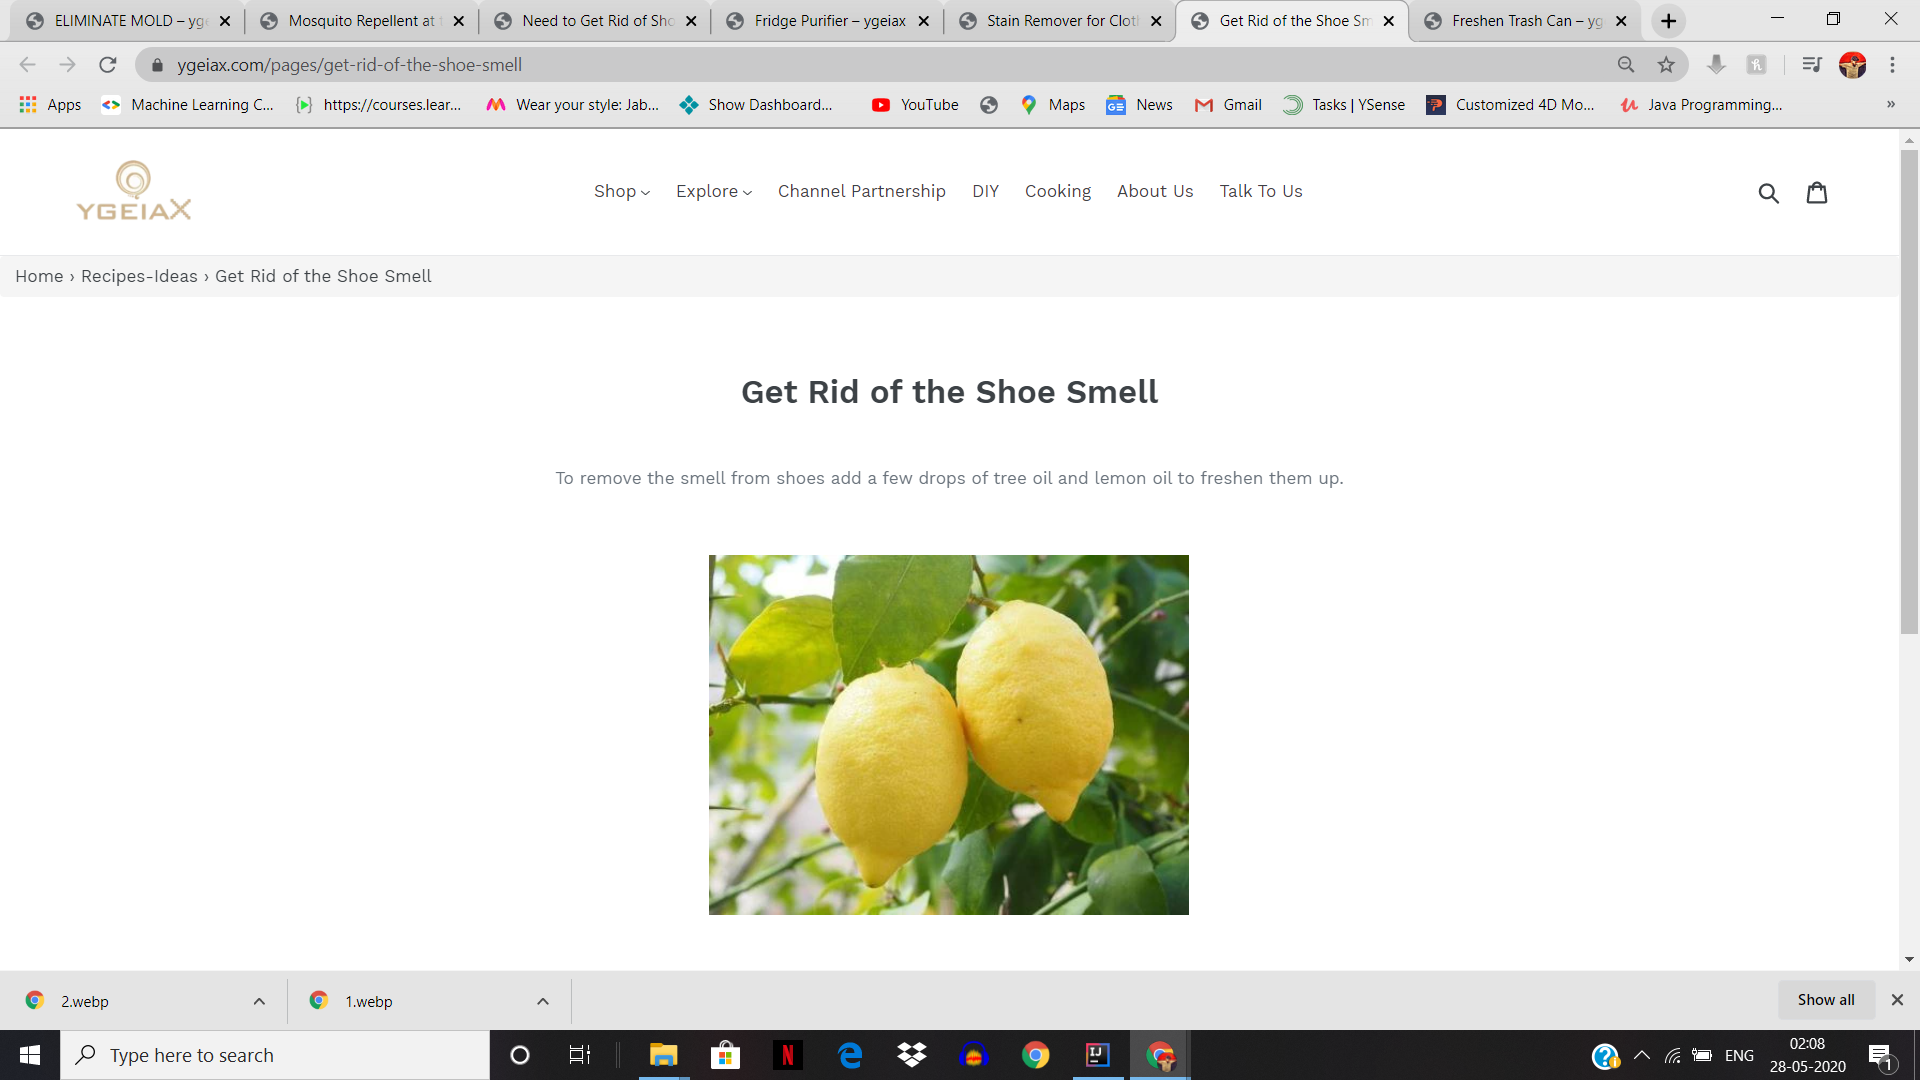 ELIMINATE MOLD – yg
Mosquito Repellent at
Need to Get Rid of Sho
Fridge Purifier – ygeiax
Stain Remover for Clot
Get Rid of the Shoe Sm
Freshen Trash Can – yg
ygeiax.com/pages/get-rid-of-the-shoe-smell
Apps
Machine Learning C...
https://courses.lear...
Wear your style: Jab...
Show Dashboard...
YouTube
Maps
News
Gmail
Tasks | YSense
Customized 4D Mo...
Java Programming...
»
YGEIAX
Shop
Explore
Channel Partnership
DIY
Cooking
About Us
Talk To Us
Home › Recipes-Ideas › Get Rid of the Shoe Smell
Get Rid of the Shoe Smell
To remove the smell from shoes add a few drops of tree oil and lemon oil to freshen them up.
2.webp
1.webp
Show all
Type here to search
ENG
02:08
28-05-2020
1